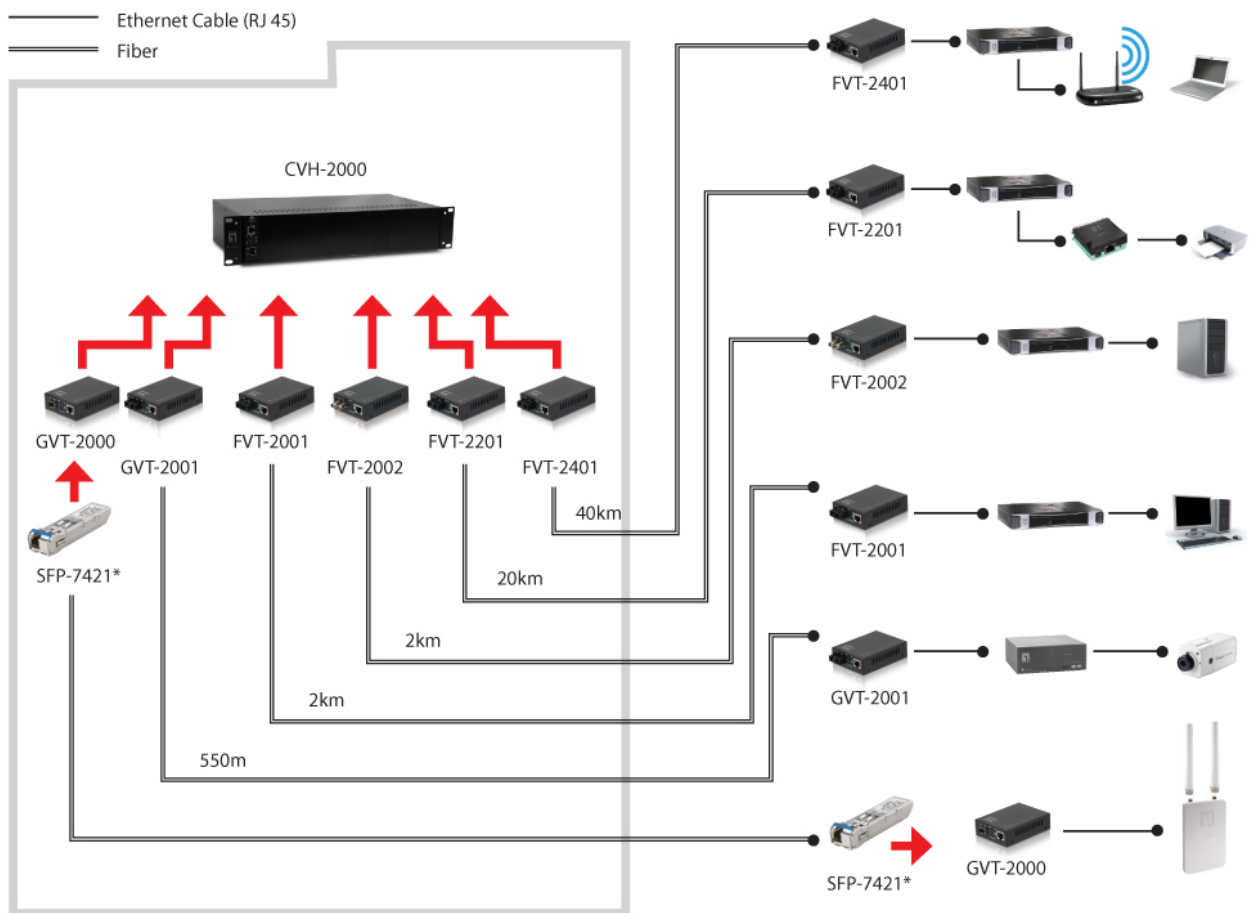 Ethernet Cable (RJ 45)
Fiber
CVH-2000
GVT-2000
GVT-2001
FVT-2001
FVT-2002
FVT-2201
FVT-2401
SFP-7421*
40km
20km
2km
2km
550m
FVT-2401
FVT-2201
FVT-2002
FVT-2001
GVT-2001
SFP-7421*
GVT-2000